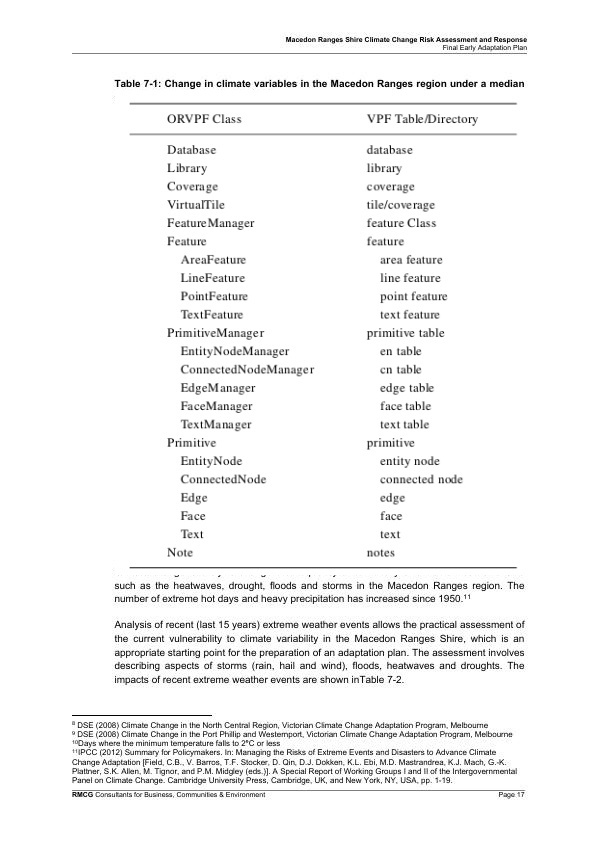 Macedon Ranges Shire Climate Change Risk Assessment and Response
Final Early Adaptation Plan
Table 7-1: Change in climate variables in the Macedon Ranges region under a median
ORVPF Class VPF Table/Directory
Database database
Library library
Coverage coverage
VirtualTile tile/coverage
FeatureManager feature Class
Feature feature
AreaFeature area feature
LineFeature line feature
PointFeature point feature
TextFeature text feature
PrimitiveManager primitive table
EntityNodeManager en table
ConnectedNodeManager cn table
EdgeManager edge table
FaceManager face table
TextManager text table
Primitive primitive
EntityNode entity node
ConnectedNode connected node
Edge edge
Face face
Text text
Note notes
such as the heatwaves, drought, floods and storms in the Macedon Ranges region. The
number of extreme hot days and heavy precipitation has increased since 1950.¹¹
Analysis of recent (last 15 years) extreme weather events allows the practical assessment of
the current vulnerability to climate variability in the Macedon Ranges Shire, which is an
appropriate starting point for the preparation of an adaptation plan. The assessment involves
describing aspects of storms (rain, hail and wind), floods, heatwaves and droughts. The
impacts of recent extreme weather events are shown inTable 7-2.
⁸ DSE (2008) Climate Change in the North Central Region, Victorian Climate Change Adaptation Program, Melbourne
⁹ DSE (2008) Climate Change in the Port Phillip and Westernport, Victorian Climate Change Adaptation Program, Melbourne
¹⁰Days where the minimum temperature falls to 2°C or less
¹¹IPCC (2012) Summary for Policymakers. In: Managing the Risks of Extreme Events and Disasters to Advance Climate
Change Adaptation [Field, C.B., V. Barros, T.F. Stocker, D. Qin, D.J. Dokken, K.L. Ebi, M.D. Mastrandrea, K.J. Mach, G.-K.
Plattner, S.K. Allen, M. Tignor, and P.M. Midgley (eds.)]. A Special Report of Working Groups I and II of the Intergovernmental
Panel on Climate Change. Cambridge University Press, Cambridge, UK, and New York, NY, USA, pp. 1-19.
RMCG Consultants for Business, Communities & Environment Page 17